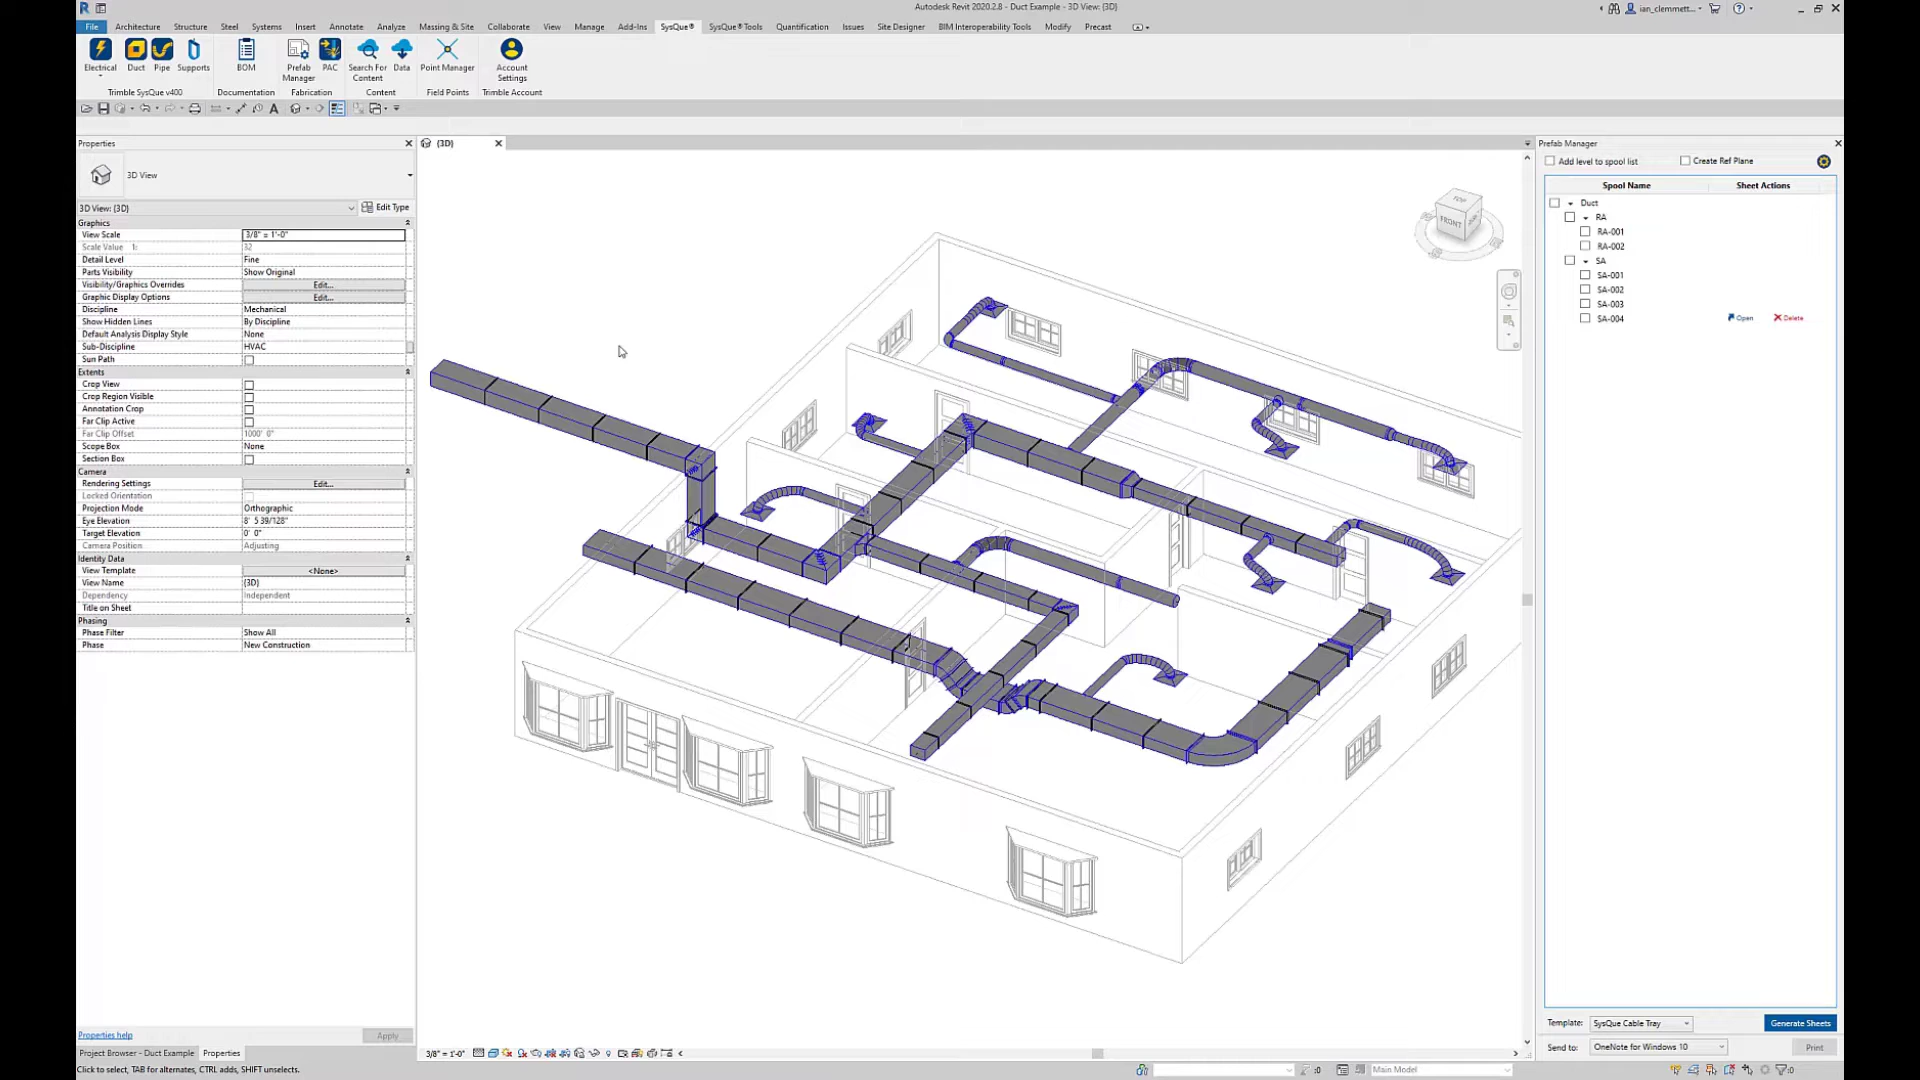 Autodesk Revit 2020.2.8 - Duct Example - 3D View: {3D}
ian_clemmett...
File Architecture Structure Steel Systems Insert Annotate Analyze Massing & Site Collaborate View Manage Add-Ins SysQue® SysQue® Tools Quantification Issues Site Designer BIM Interoperability Tools Modify Precast
Electrical Duct Pipe Supports BOM Prefab Manager PAC Search For Content Data Point Manager Account Settings
Trimble SysQue v400 Documentation Fabrication Content Field Points Trimble Account
Properties
3D View
3D View: {3D} Edit Type
Graphics
View Scale 3/8" = 1'-0"
Scale Value 1: 32
Detail Level Fine
Parts Visibility Show Original
Visibility/Graphics Overrides Edit...
Graphic Display Options Edit...
Discipline Mechanical
Show Hidden Lines By Discipline
Default Analysis Display Style None
Sub-Discipline HVAC
Sun Path
Extents
Crop View
Crop Region Visible
Annotation Crop
Far Clip Active
Far Clip Offset 1000' 0"
Scope Box None
Section Box
Camera
Rendering Settings Edit...
Locked Orientation
Projection Mode Orthographic
Eye Elevation 8' 5 39/128"
Target Elevation 0' 0"
Camera Position Adjusting
Identity Data
View Template <None>
View Name {3D}
Dependency Independent
Title on Sheet
Phasing
Phase Filter Show All
Phase New Construction
Properties help Apply
Project Browser - Duct Example Properties
Click to select, TAB for alternates, CTRL adds, SHIFT unselects.
{3D}
TOP
FRONT
3/8" = 1'-0"
:0 Main Model :0
Prefab Manager
Add level to spool list Create Ref Plane
Spool Name Sheet Actions
Duct
RA
RA-001
RA-002
SA
SA-001
SA-002
SA-003
SA-004 Open Delete
Template: SysQue Cable Tray Generate Sheets
Send to: OneNote for Windows 10 Print